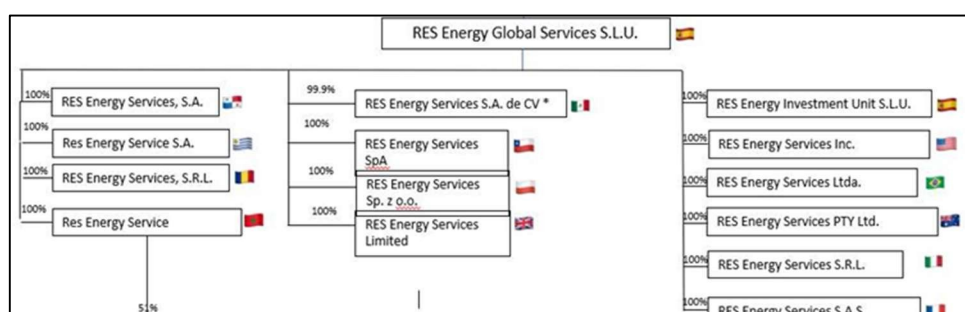 RES Energy Global Services S.L.U.
100%
RES Energy Services, S.A.
100%
Res Energy Service S.A.
100%
RES Energy Services, S.R.L.
100%
Res Energy Service
51%
99.9%
RES Energy Services S.A. de CV *
100%
RES Energy Services
SpA
100%
RES Energy Services
Sp. z o.o.
100%
RES Energy Services
Limited
100%
RES Energy Investment Unit S.L.U.
100%
RES Energy Services Inc.
100%
RES Energy Services Ltda.
100%
RES Energy Services PTY Ltd.
100%
RES Energy Services S.R.L.
100%
RES Energy Services S.A.S.